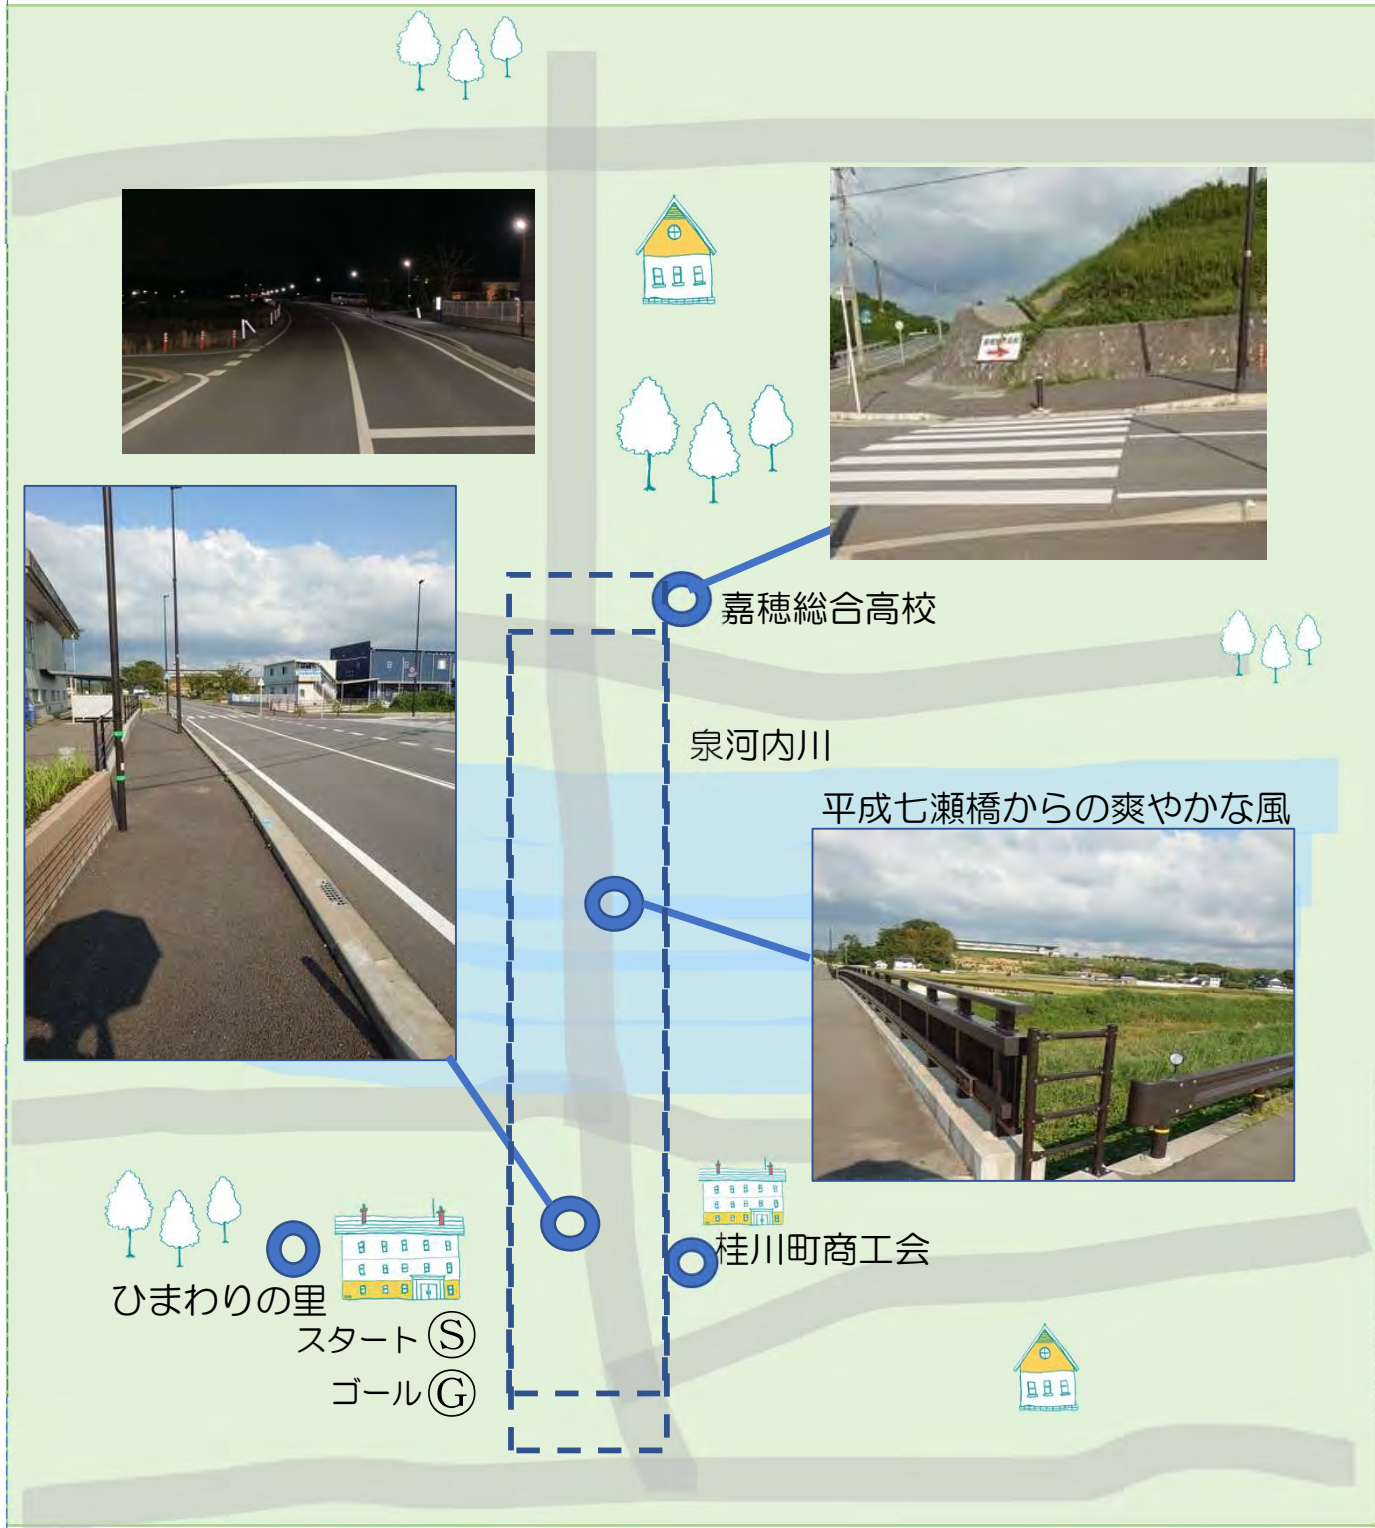 嘉穂総合高校
泉河内川
平成七瀬橋からの爽やかな風
桂川町商工会
ひまわりの里
スタートⓈ
ゴールⒼ